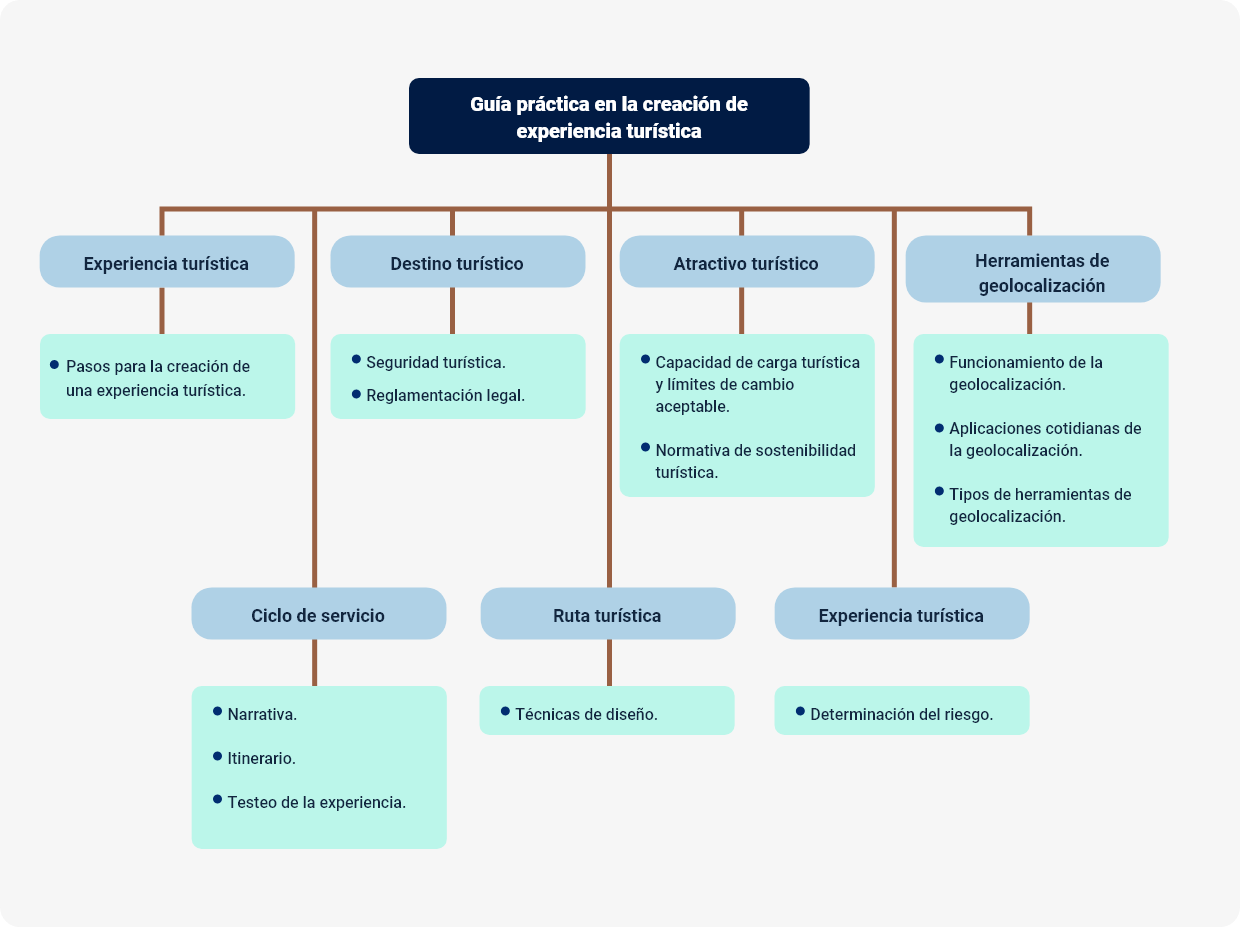 Guía práctica en la creación de
experiencia turística
Experiencia turística
Destino turístico
Atractivo turístico
Herramientas de
geolocalización
Pasos para la creación de
una experiencia turística.
Seguridad turística.
Reglamentación legal.
Capacidad de carga turística
y límites de cambio
aceptable.
Normativa de sostenibilidad
turística.
Funcionamiento de la
geolocalización.
Aplicaciones cotidianas de
la geolocalización.
Tipos de herramientas de
geolocalización.
Ciclo de servicio
Ruta turística
Experiencia turística
Narrativa.
Itinerario.
Testeo de la experiencia.
Técnicas de diseño.
Determinación del riesgo.